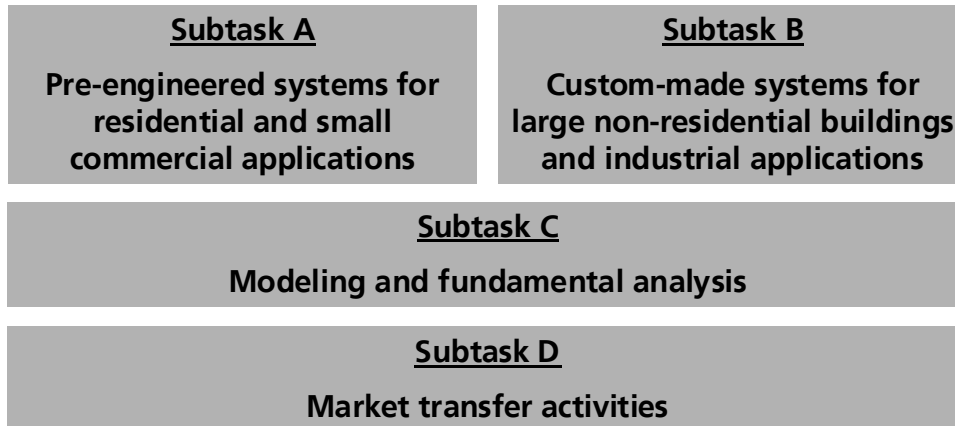 Subtask A
Pre-engineered systems for
residential and small
commercial applications
Subtask B
Custom-made systems for
large non-residential buildings
and industrial applications
Subtask C
Modeling and fundamental analysis
Subtask D
Market transfer activities